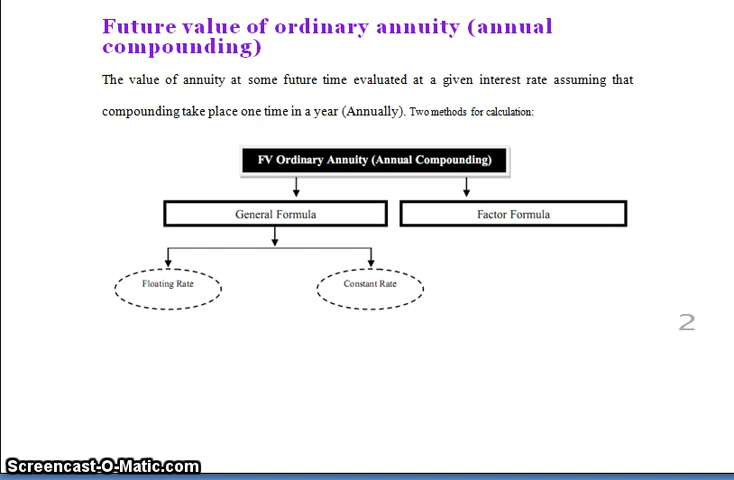 Future value of ordinary annuity (annual
compounding)
The value of annuity at some future time evaluated at a given interest rate assuming that
compounding take place one time in a year (Annually). Two methods for calculation:
FV Ordinary Annuity (Annual Compounding)
General Formula
Factor Formula
Floating Rate
Constant Rate
2
Screencast-O-Matic.com